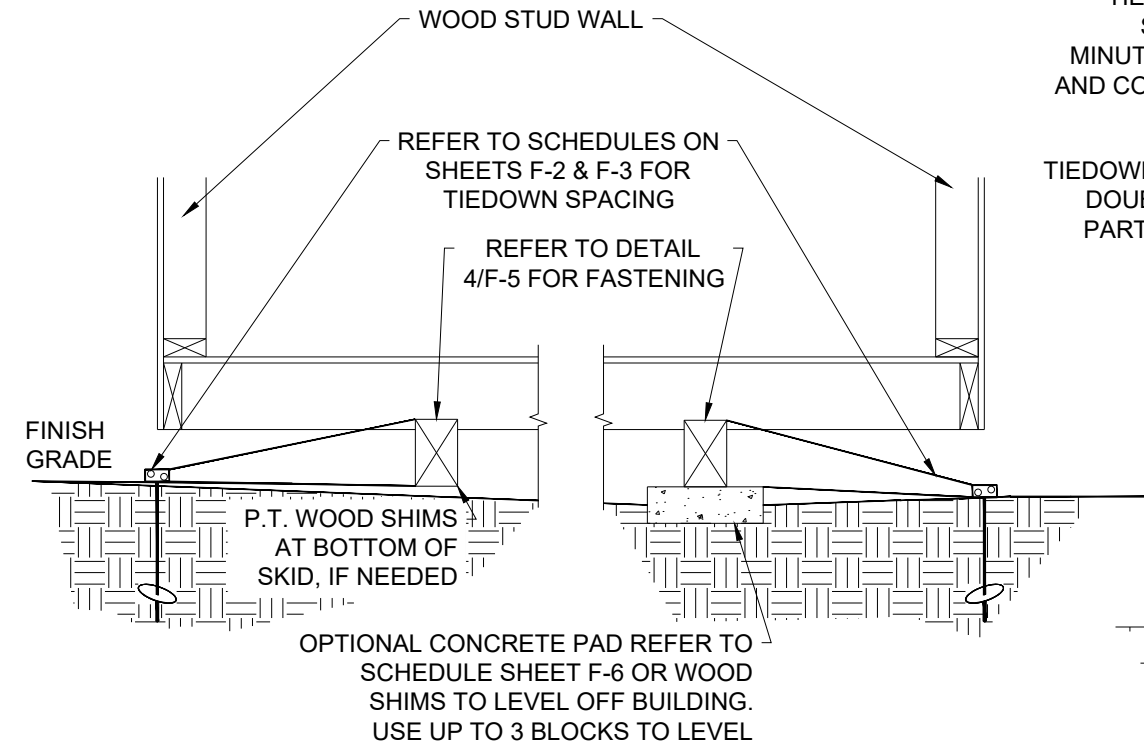 WOOD STUD WALL
REFER TO SCHEDULES ON
SHEETS F-2 & F-3 FOR
TIEDOWN SPACING
REFER TO DETAIL
4/F-5 FOR FASTENING
FINISH
GRADE
P.T. WOOD SHIMS
AT BOTTOM OF
SKID, IF NEEDED
OPTIONAL CONCRETE PAD REFER TO
SCHEDULE SHEET F-6 OR WOOD
SHIMS TO LEVEL OFF BUILDING.
USE UP TO 3 BLOCKS TO LEVEL
AND